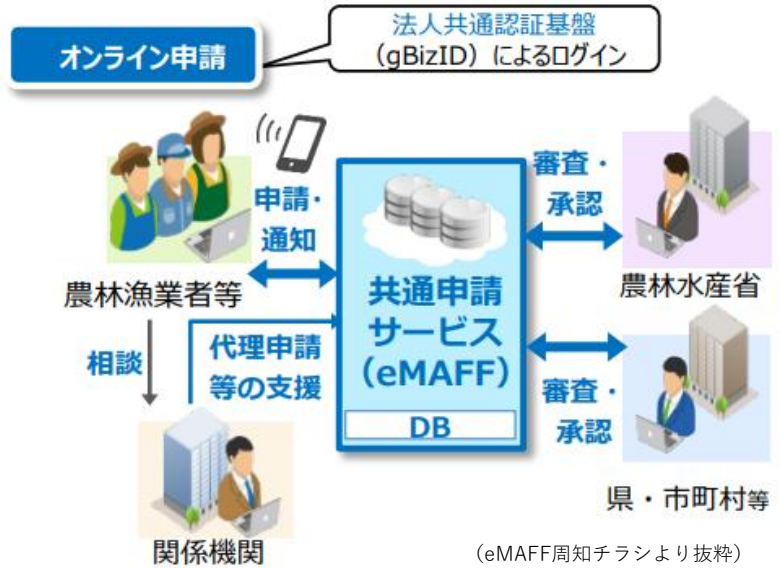 オンライン申請
法人共通認証基盤
（gBizID）によるログイン
申請・
通知
農林漁業者等
相談
代理申請
等の支援
関係機関
共通申請
サービス
（eMAFF）
DB
審査・
承認
農林水産省
審査・
承認
県・市町村等
（eMAFF周知チラシより抜粋）